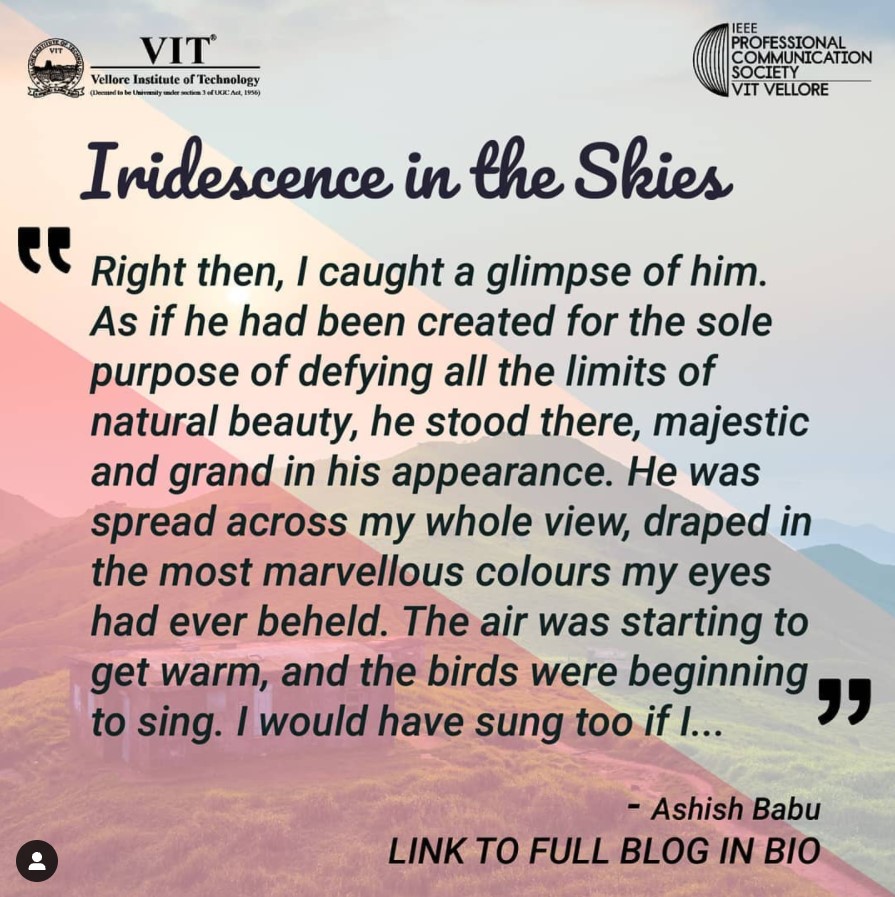 VIT®
Vellore Institute of Technology
(Deemed to be University under section 3 of UGC Act, 1956)
IEEE
PROFESSIONAL
COMMUNICATION
SOCIETY
VIT VELLORE
Iridescence in the Skies
“
Right then, I caught a glimpse of him.
As if he had been created for the sole
purpose of defying all the limits of
natural beauty, he stood there, majestic
and grand in his appearance. He was
spread across my whole view, draped in
the most marvellous colours my eyes
had ever beheld. The air was starting to
get warm, and the birds were beginning
to sing. I would have sung too if I...
”
- Ashish Babu
LINK TO FULL BLOG IN BIO